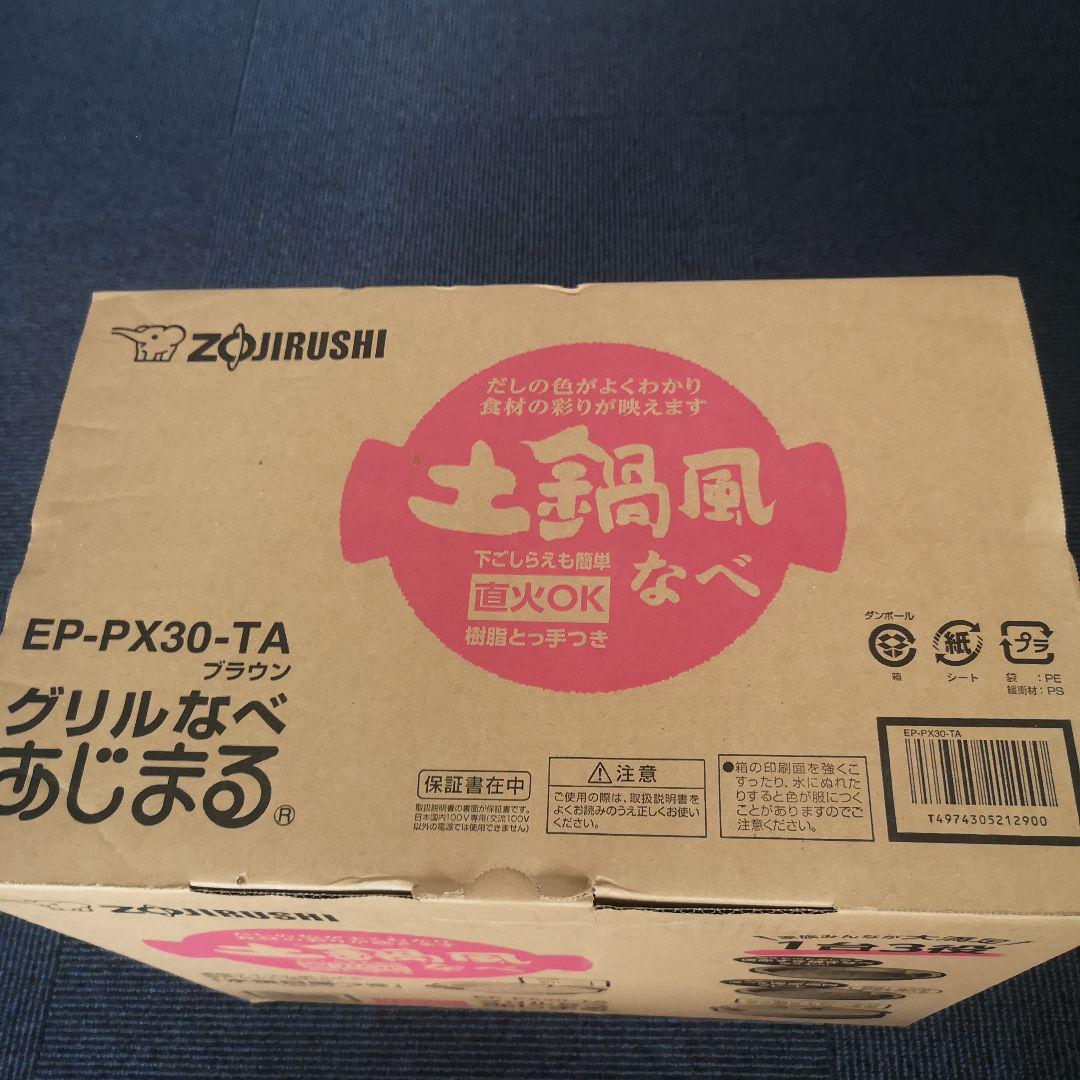 ZOJIRUSHI
だしの色がよくわかり
食材の彩りが映えます
土鍋風
なべ
下ごしらえも簡単
直火OK
樹脂とっ手つき
EP-PX30-TA
ブラウン
グリルなべ
あじまる®
ダンボール
箱
紙
シート
プラ
袋 :PE
緩衝材:PS
保証書在中
取扱説明書の裏面が保証書です。
日本国内100V専用(交流100V
以外の電源では使用できません)
注意
ご使用の際は、取扱説明書を
よくお読みのうえ正しくお使い
ください。
●箱の印刷面を強くこ
すったり、水にぬれた
りすると色が服につく
ことがありますのでご
注意ください。
EP-PX30-TA
T4974305212900
ZOJIRUSHI
土鍋風
1台3役